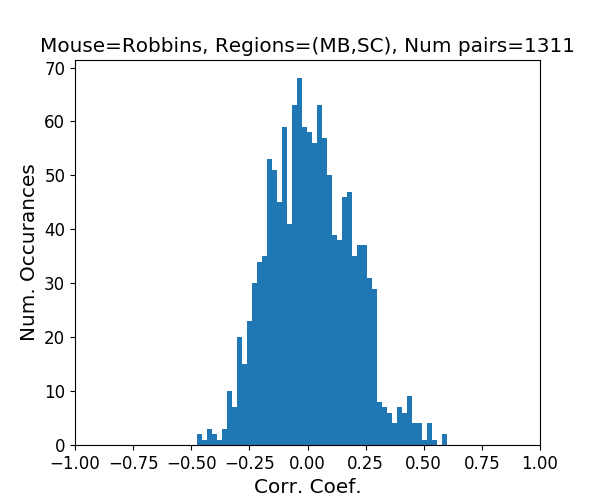 Mouse=Robbins, Regions=(MB,SC), Num pairs=1311
70
60
50
40
30
20
10
0
Num. Occurances
−1.00 −0.75 −0.50 −0.25 0.00 0.25 0.50 0.75 1.00
Corr. Coef.